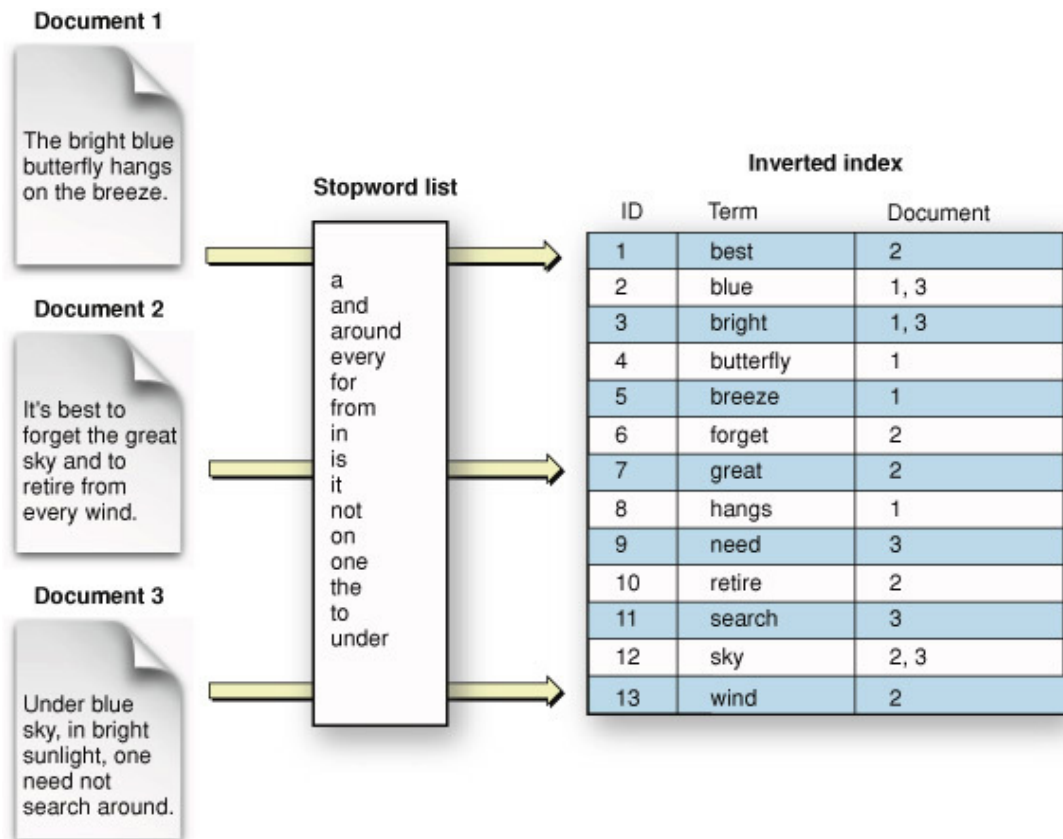 Document 1
The bright blue
butterfly hangs
on the breeze.
Document 2
It's best to
forget the great
sky and to
retire from
every wind.
Document 3
Under blue
sky, in bright
sunlight, one
need not
search around.
Stopword list
a
and
around
every
for
from
in
is
it
not
on
one
the
to
under
Inverted index
ID Term Document
1 best 2
2 blue 1, 3
3 bright 1, 3
4 butterfly 1
5 breeze 1
6 forget 2
7 great 2
8 hangs 1
9 need 3
10 retire 2
11 search 3
12 sky 2, 3
13 wind 2